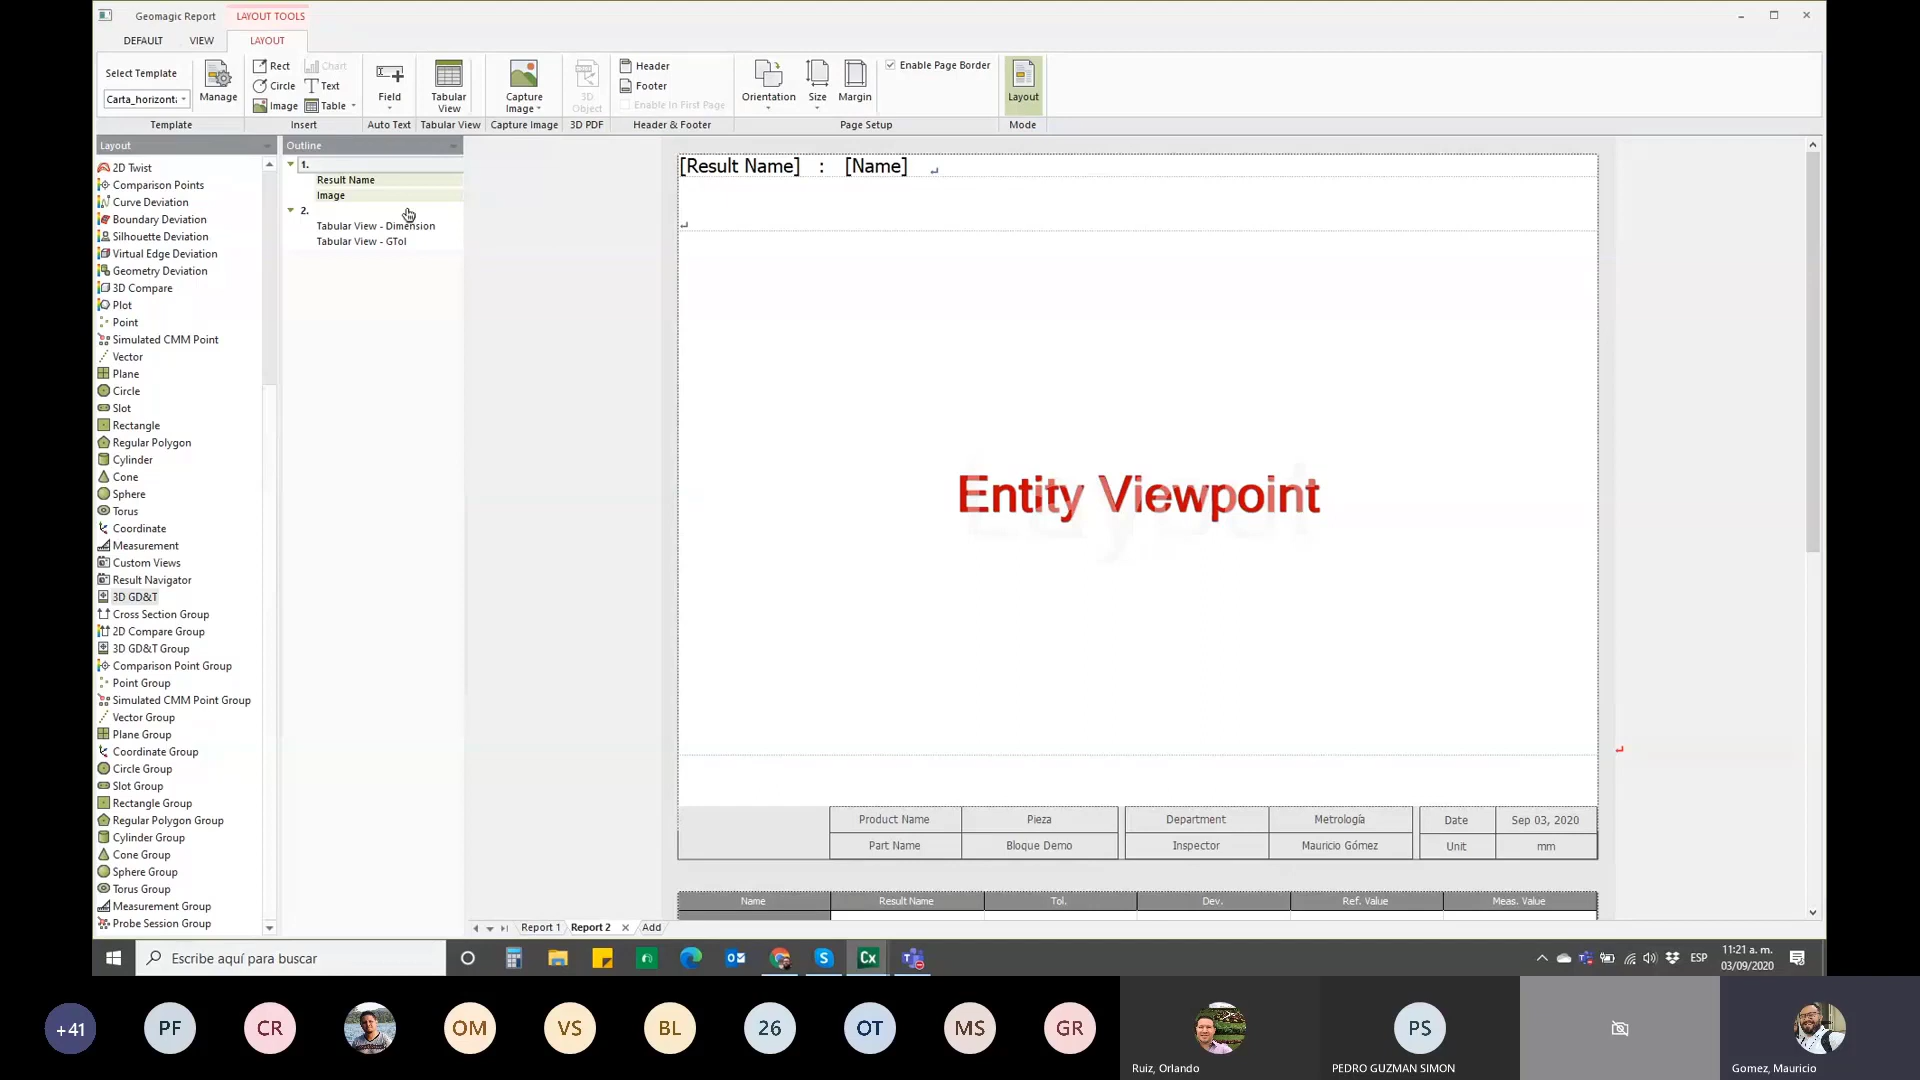 Geomagic Report
LAYOUT TOOLS
DEFAULT
VIEW
LAYOUT
Select Template
Carta_horizont
Manage
Rect
Circle
Image
Chart
Text
Table
Field
Tabular View
Capture Image
3D Object
Header
Footer
Enable In First Page
Orientation
Size
Margin
Enable Page Border
Layout
Template
Insert
Auto Text
Tabular View
Capture Image
3D PDF
Header & Footer
Page Setup
Mode
Layout
2D Twist
Comparison Points
Curve Deviation
Boundary Deviation
Silhouette Deviation
Virtual Edge Deviation
Geometry Deviation
3D Compare
Plot
Point
Simulated CMM Point
Vector
Plane
Circle
Slot
Rectangle
Regular Polygon
Cylinder
Cone
Sphere
Torus
Coordinate
Measurement
Custom Views
Result Navigator
3D GD&T
Cross Section Group
2D Compare Group
3D GD&T Group
Comparison Point Group
Point Group
Simulated CMM Point Group
Vector Group
Plane Group
Coordinate Group
Circle Group
Slot Group
Rectangle Group
Regular Polygon Group
Cylinder Group
Cone Group
Sphere Group
Torus Group
Measurement Group
Probe Session Group
Outline
1.
Result Name
Image
2.
Tabular View - Dimension
Tabular View - GTol
[Result Name] : [Name]
Entity Viewpoint
Product Name Pieza Department Metrología Date Sep 03, 2020
Part Name Bloque Demo Inspector Mauricio Gómez Unit mm
Name Result Name Tol. Dev. Ref. Value Meas. Value
Report 1 Report 2 Add
Escribe aquí para buscar
Cx
ESP
11:21 a. m.
03/09/2020
+41
PF
CR
OM
VS
BL
26
OT
MS
GR
Ruiz, Orlando
PS
PEDRO GUZMAN SIMON
Gomez, Mauricio